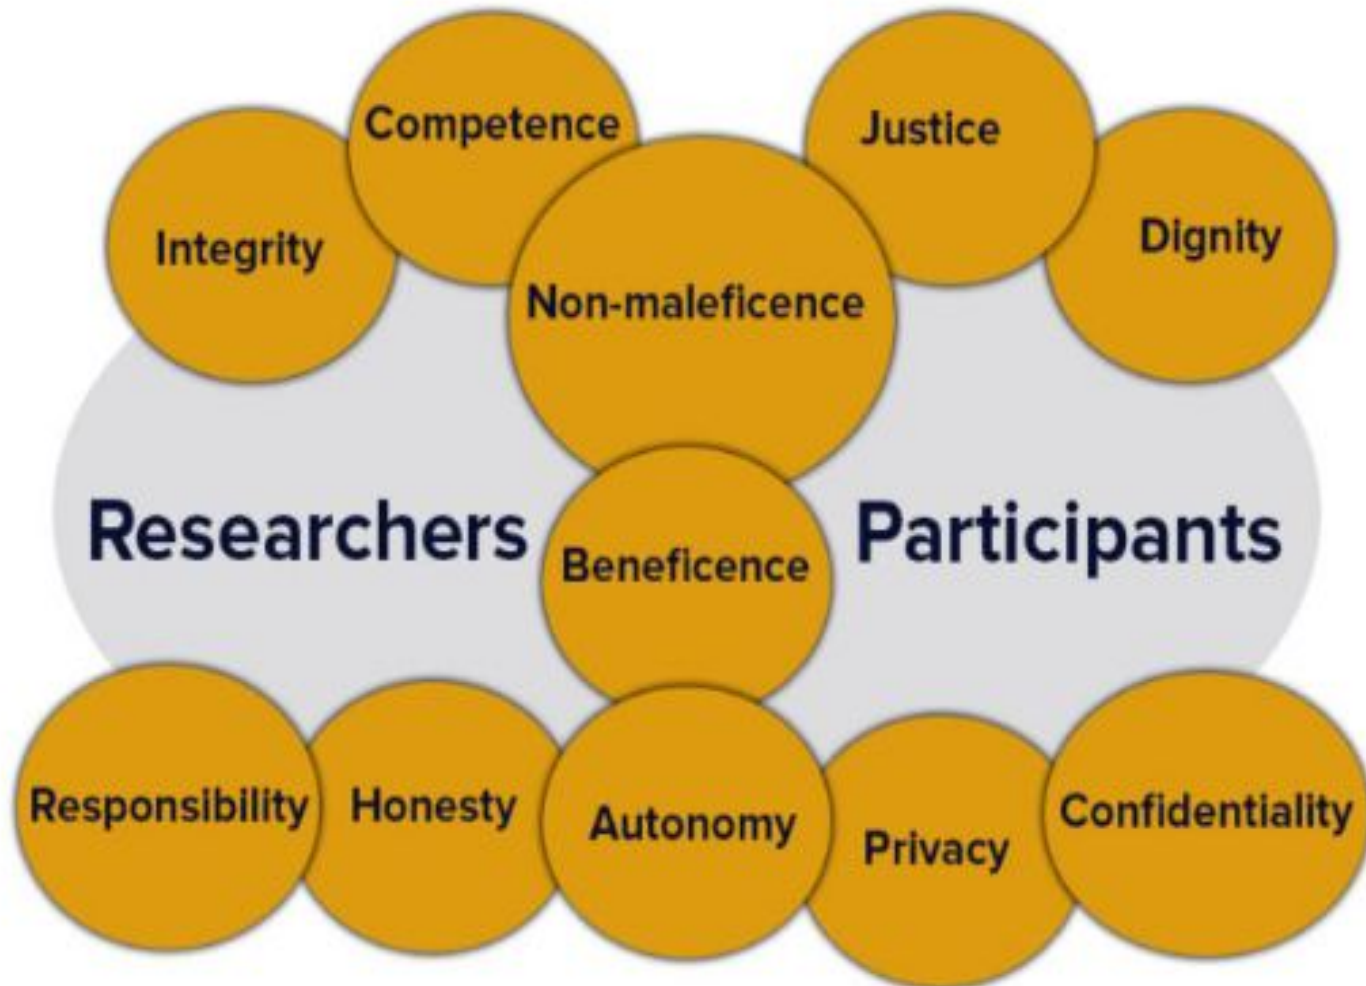 Competence
Justice
Integrity
Dignity
Non-maleficence
Researchers
Beneficence
Participants
Responsibility
Honesty
Autonomy
Privacy
Confidentiality